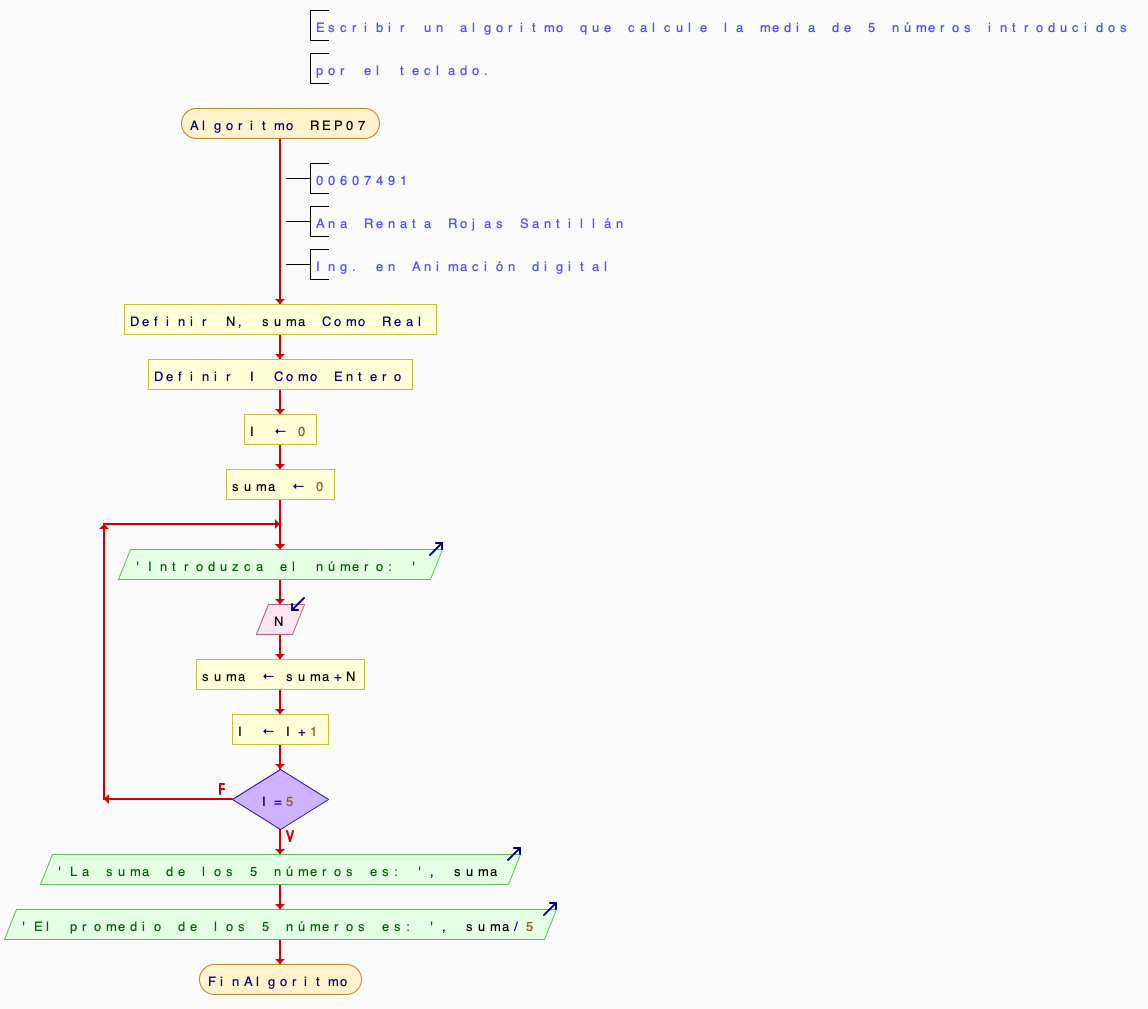 Escribir un algoritmo que calcule la media de 5 números introducidos
por el teclado.
Algoritmo REP07
00607491
Ana Renata Rojas Santillán
Ing. en Animación digital
Definir N, suma Como Real
Definir I Como Entero
I ← 0
suma ← 0
'Introduzca el número: '
N
suma ← suma+N
I ← I+1
F
I=5
V
'La suma de los 5 números es: ', suma
'El promedio de los 5 números es: ', suma/5
FinAlgoritmo